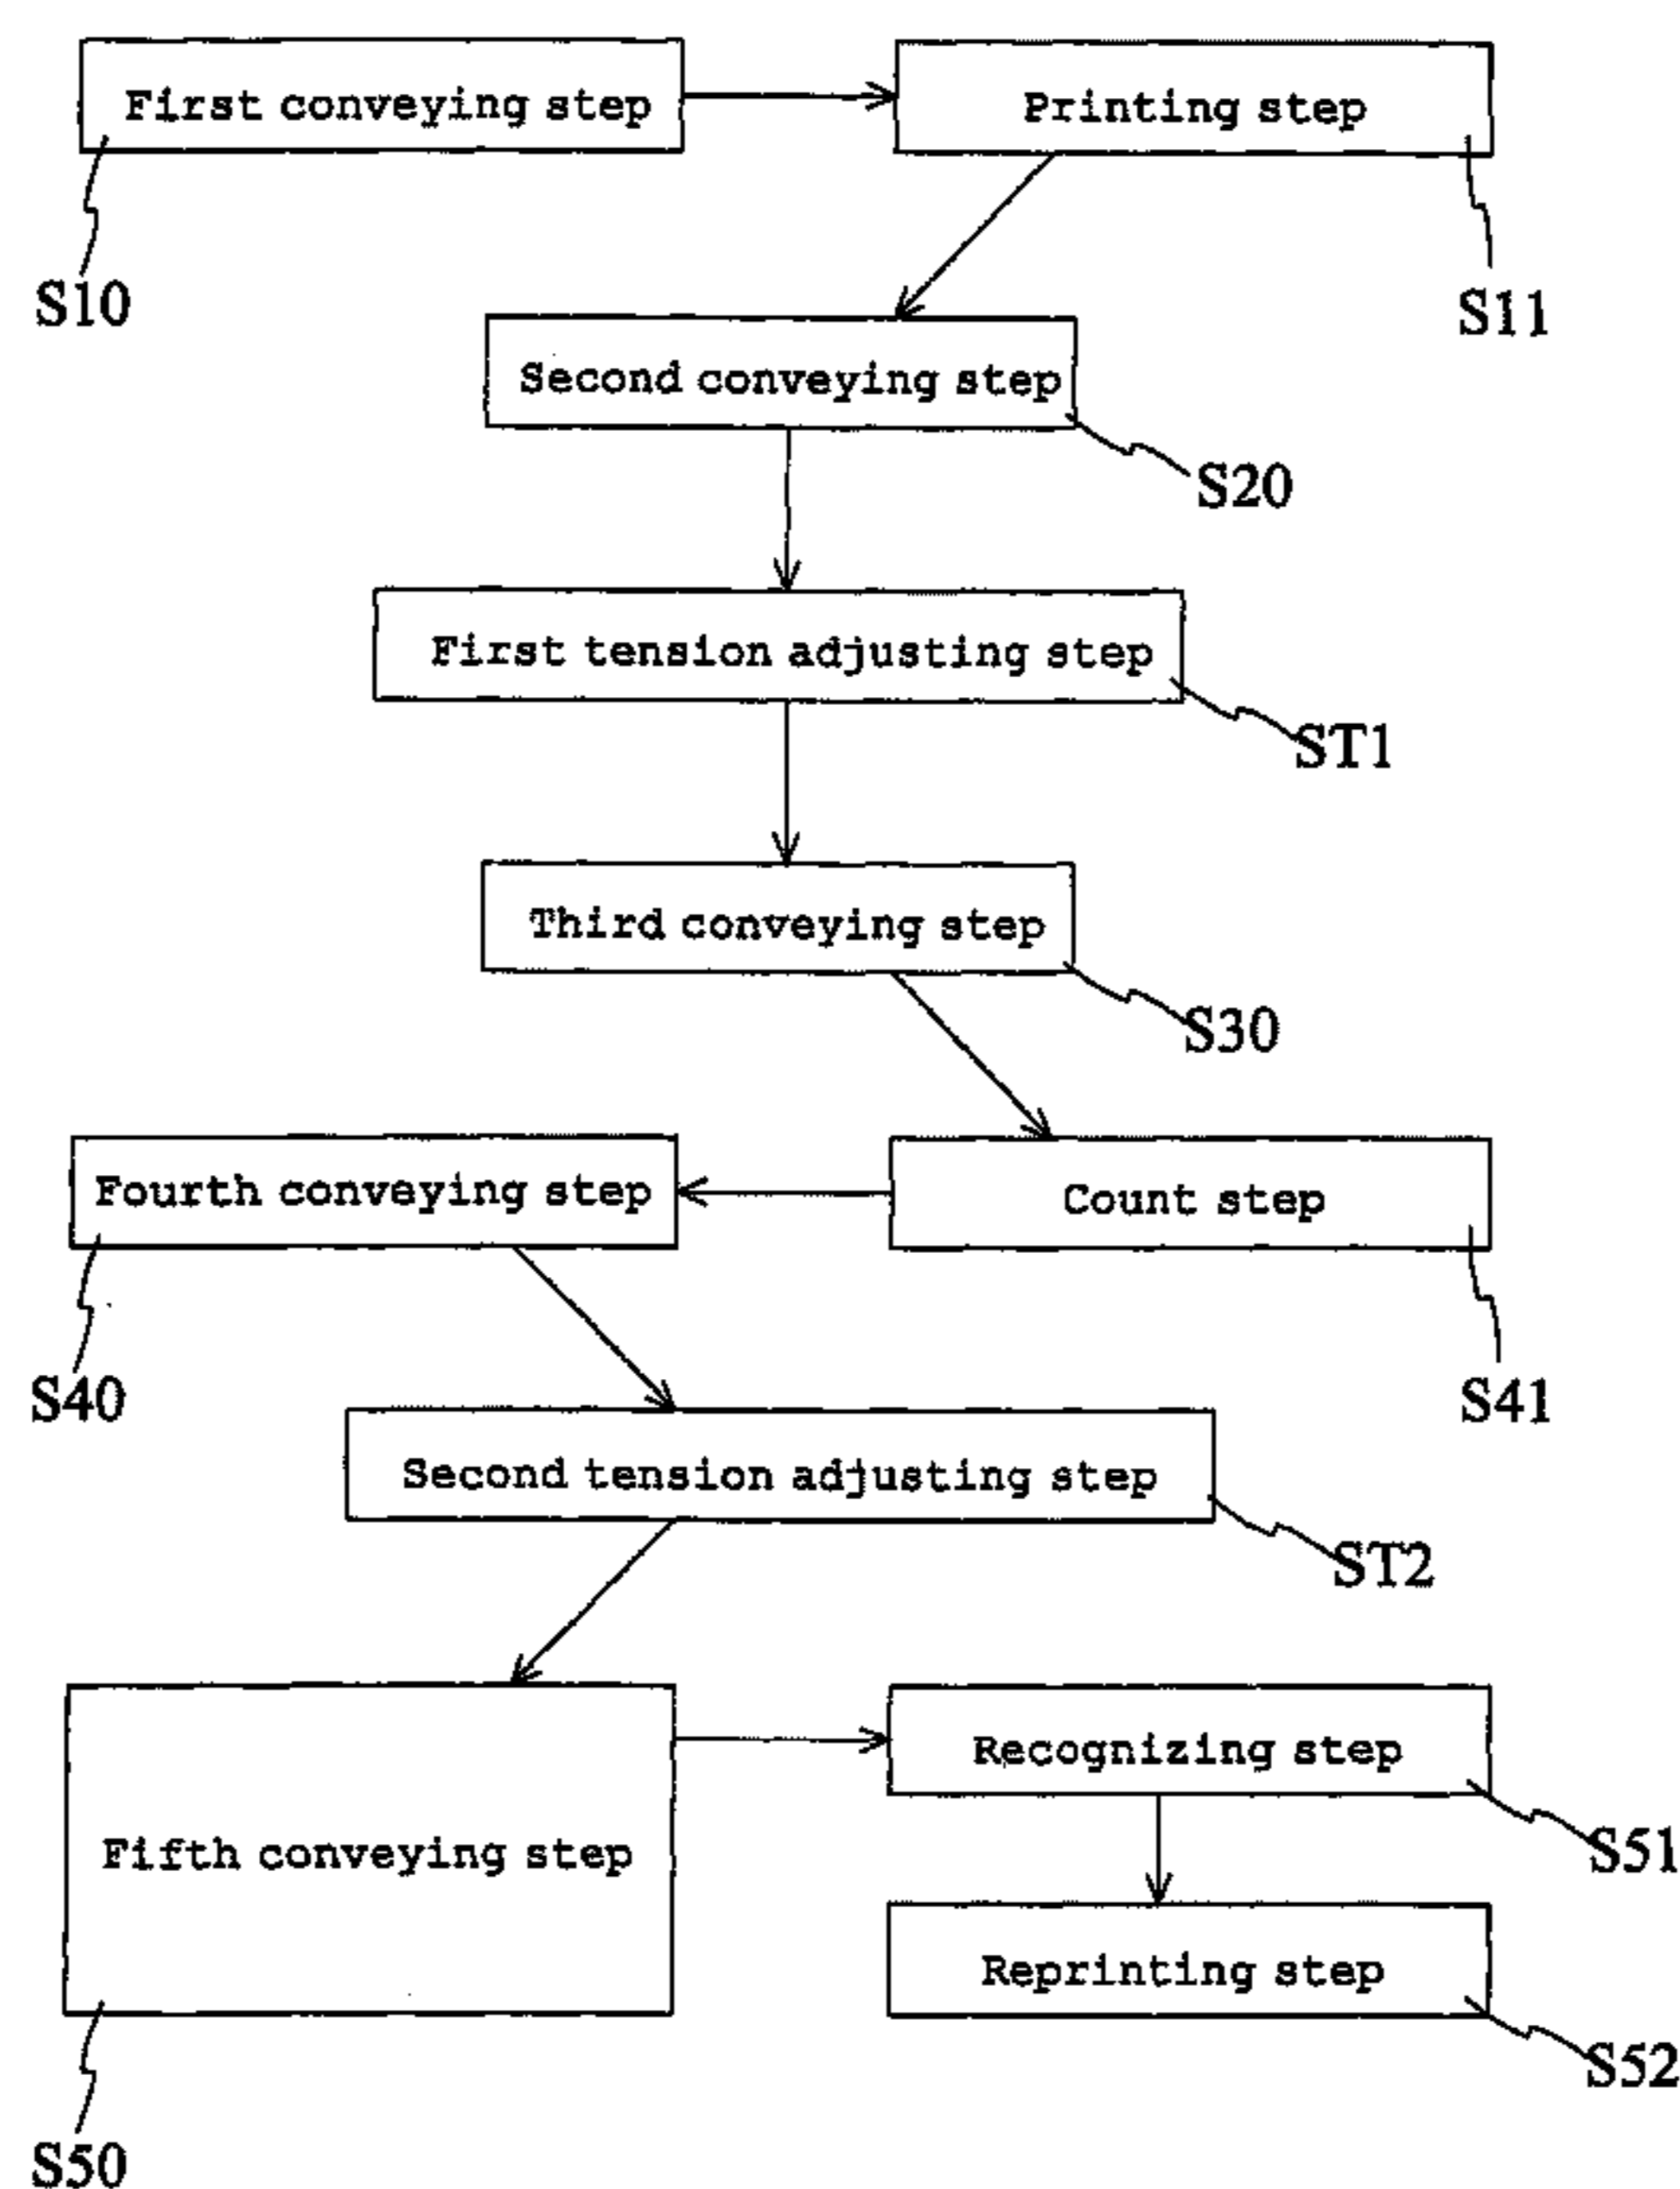 First conveying step
Printing step
S10
S11
Second conveying step
S20
First tension adjusting step
ST1
Third conveying step
S30
Fourth conveying step
Count step
S40
S41
Second tension adjusting step
ST2
Fifth conveying step
Recognizing step
S51
Reprinting step
S52
S50